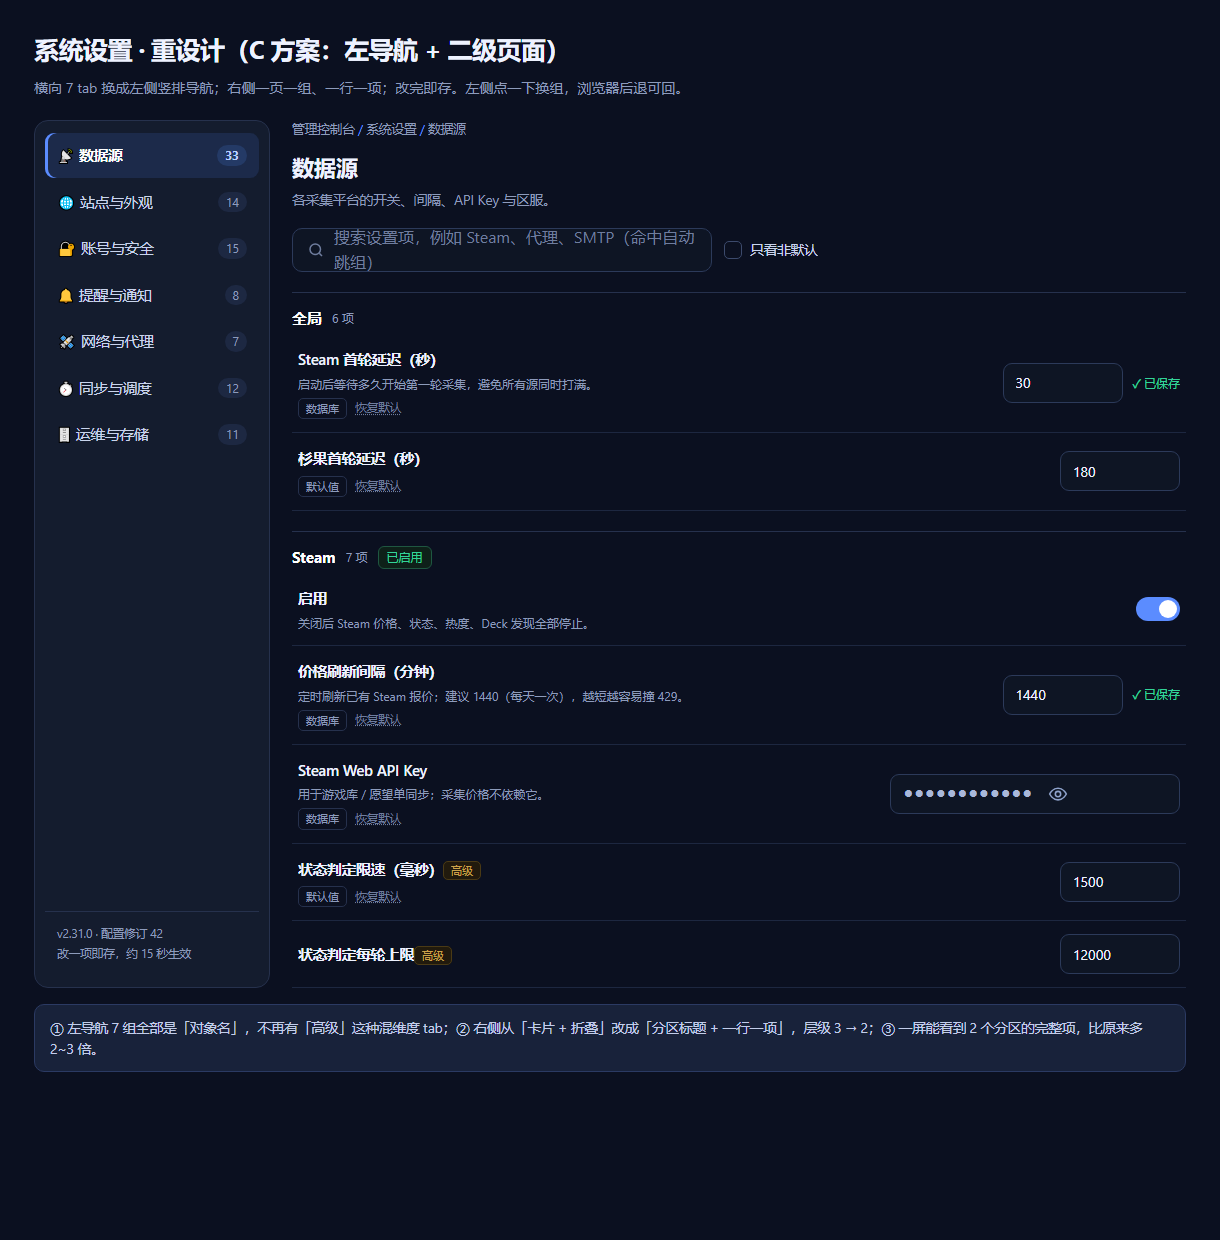 系统设置 · 重设计（C 方案：左导航 + 二级页面）
横向 7 tab 换成左侧竖排导航；右侧一页一组、一行一项；改完即存。左侧点一下换组，浏览器后退可回。
数据源 33
站点与外观 14
账号与安全 15
提醒与通知 8
网络与代理 7
同步与调度 12
运维与存储 11
v2.31.0 · 配置修订 42
改一项即存，约 15 秒生效
管理控制台 / 系统设置 / 数据源
数据源
各采集平台的开关、间隔、API Key 与区服。
搜索设置项，例如 Steam、代理、SMTP（命中自动
跳组）
只看非默认
全局 6 项
Steam 首轮延迟（秒）
启动后等待多久开始第一轮采集，避免所有源同时打满。
数据库 恢复默认
30 ✓ 已保存
杉果首轮延迟（秒）
默认值 恢复默认
180
Steam 7 项 已启用
启用
关闭后 Steam 价格、状态、热度、Deck 发现全部停止。
价格刷新间隔（分钟）
定时刷新已有 Steam 报价；建议 1440（每天一次），越短越容易撞 429。
数据库 恢复默认
1440 ✓ 已保存
Steam Web API Key
用于游戏库 / 愿望单同步；采集价格不依赖它。
数据库 恢复默认
●●●●●●●●●●●●
状态判定限速（毫秒） 高级
默认值 恢复默认
1500
状态判定每轮上限 高级
12000
① 左导航 7 组全部是「对象名」，不再有「高级」这种混维度 tab；② 右侧从「卡片 + 折叠」改成「分区标题 + 一行一项」，层级 3 → 2；③ 一屏能看到 2 个分区的完整项，比原来多
2~3 倍。